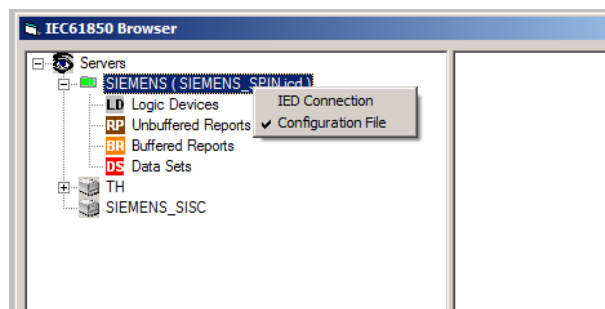 IEC61850 Browser
Servers
SIEMENS ( SIEMENS_SPIN.icd )
IED Connection
LD Logic Devices
RP Unbuffered Reports
✓ Configuration File
BR Buffered Reports
DS Data Sets
TH
SIEMENS_SISC